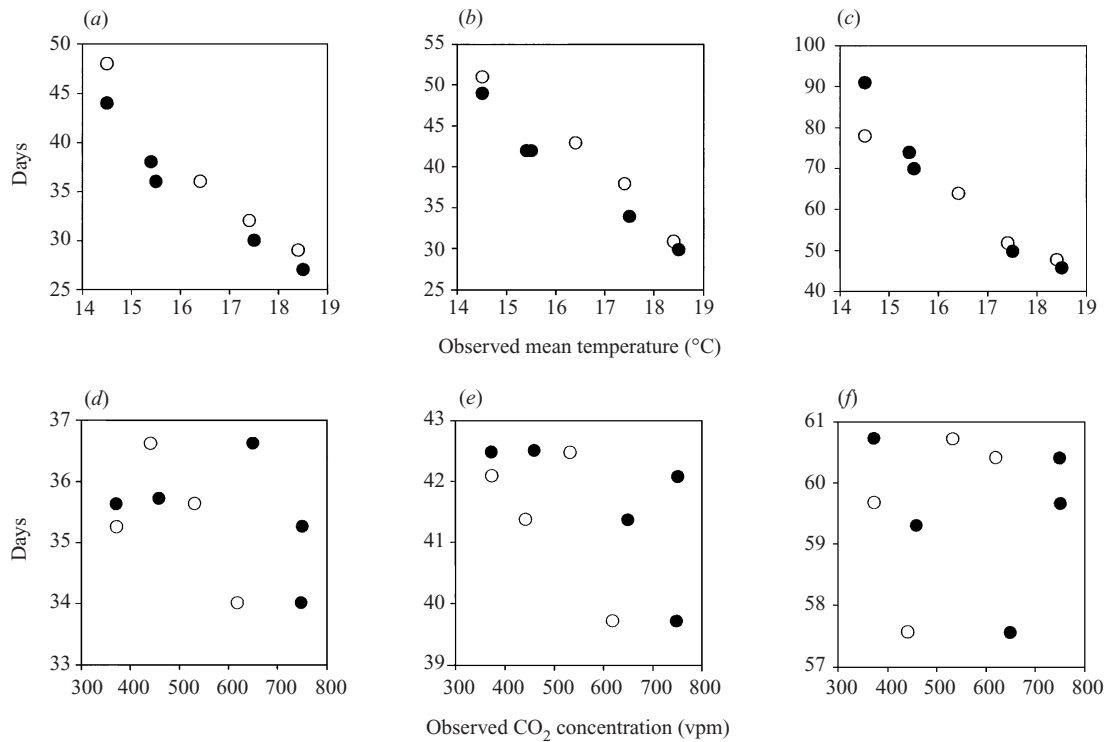 (a) (b) (c)
50 55 100
45 50 90
40 45 80
35 40 70
30 35 60
25 30 50
25 40
14 15 16 17 18 19 14 15 16 17 18 19 14 15 16 17 18 19
Days
Observed mean temperature (°C)
(d) (e) (f)
37 43 61
36 42 60
35 41 59
34 40 58
33 39 57
300 400 500 600 700 800 300 400 500 600 700 800 300 400 500 600 700 800
Days
Observed CO2 concentration (vpm)